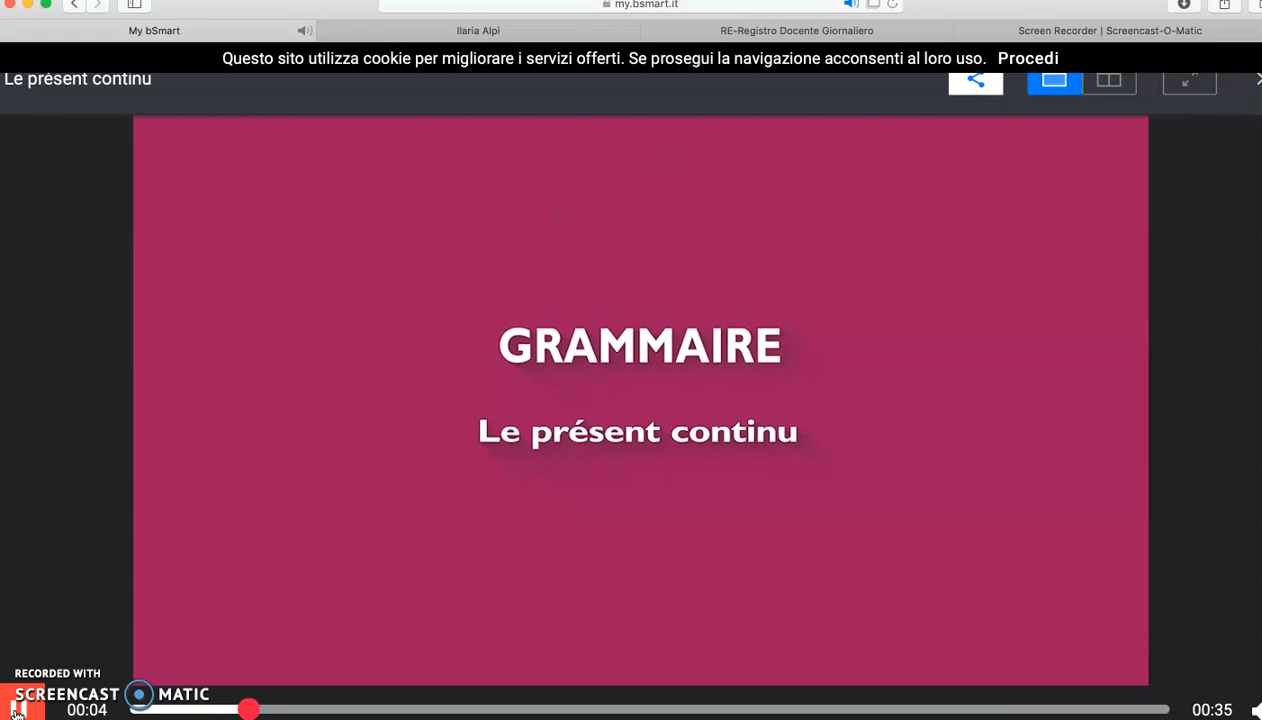 my.bsmart.it
My bSmart
Ilaria Alpi
RE-Registro Docente Giornaliero
Screen Recorder | Screencast-O-Matic
Questo sito utilizza cookie per migliorare i servizi offerti. Se prosegui la navigazione acconsenti al loro uso. Procedi
Le présent continu
GRAMMAIRE
Le présent continu
RECORDED WITH
SCREENCAST MATIC
00:04
00:35